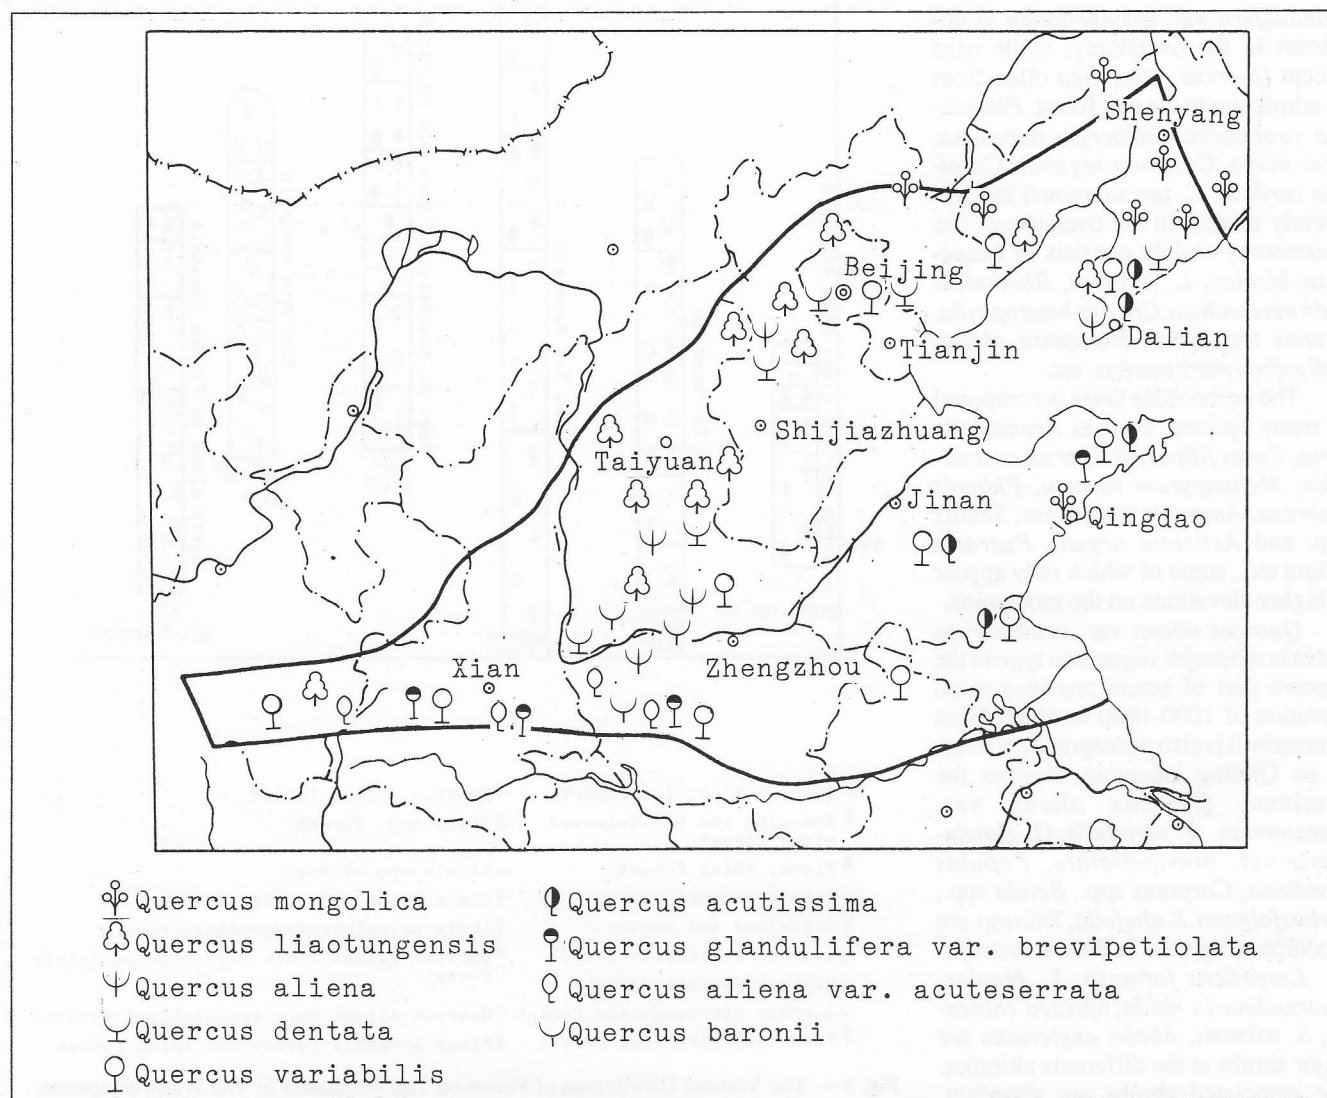 Shenyang
Beijing
Tianjin
Dalian
Shijiazhuang
Taiyuan
Jinan
Qingdao
Xian
Zhengzhou
Quercus mongolica
Quercus liaotungensis
Quercus aliena
Quercus dentata
Quercus variabilis
Quercus acutissima
Quercus glandulifera var. brevipetiolata
Quercus aliena var. acutaserrata
Quercus baronii